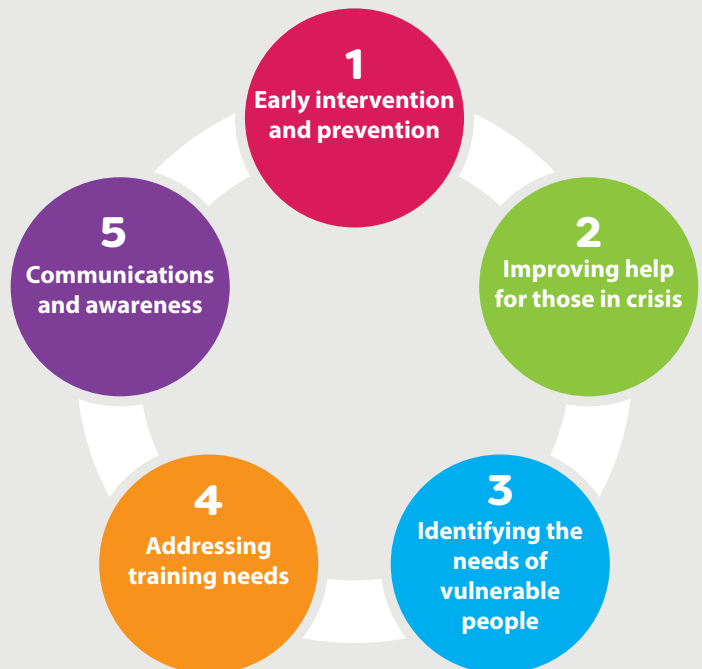 1
Early intervention
and prevention
2
Improving help
for those in crisis
3
Identifying the
needs of
vulnerable
people
4
Addressing
training needs
5
Communications
and awareness